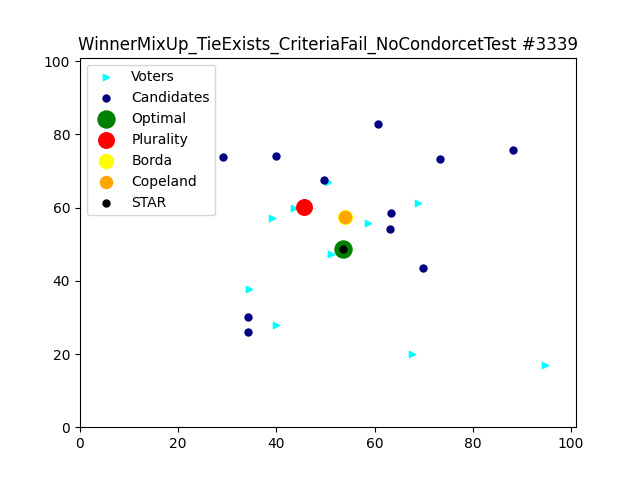 WinnerMixUp_TieExists_CriteriaFail_NoCondorcetTest #3339
100
80
60
40
20
0
0 20 40 60 80 100
Voters
Candidates
Optimal
Plurality
Borda
Copeland
STAR